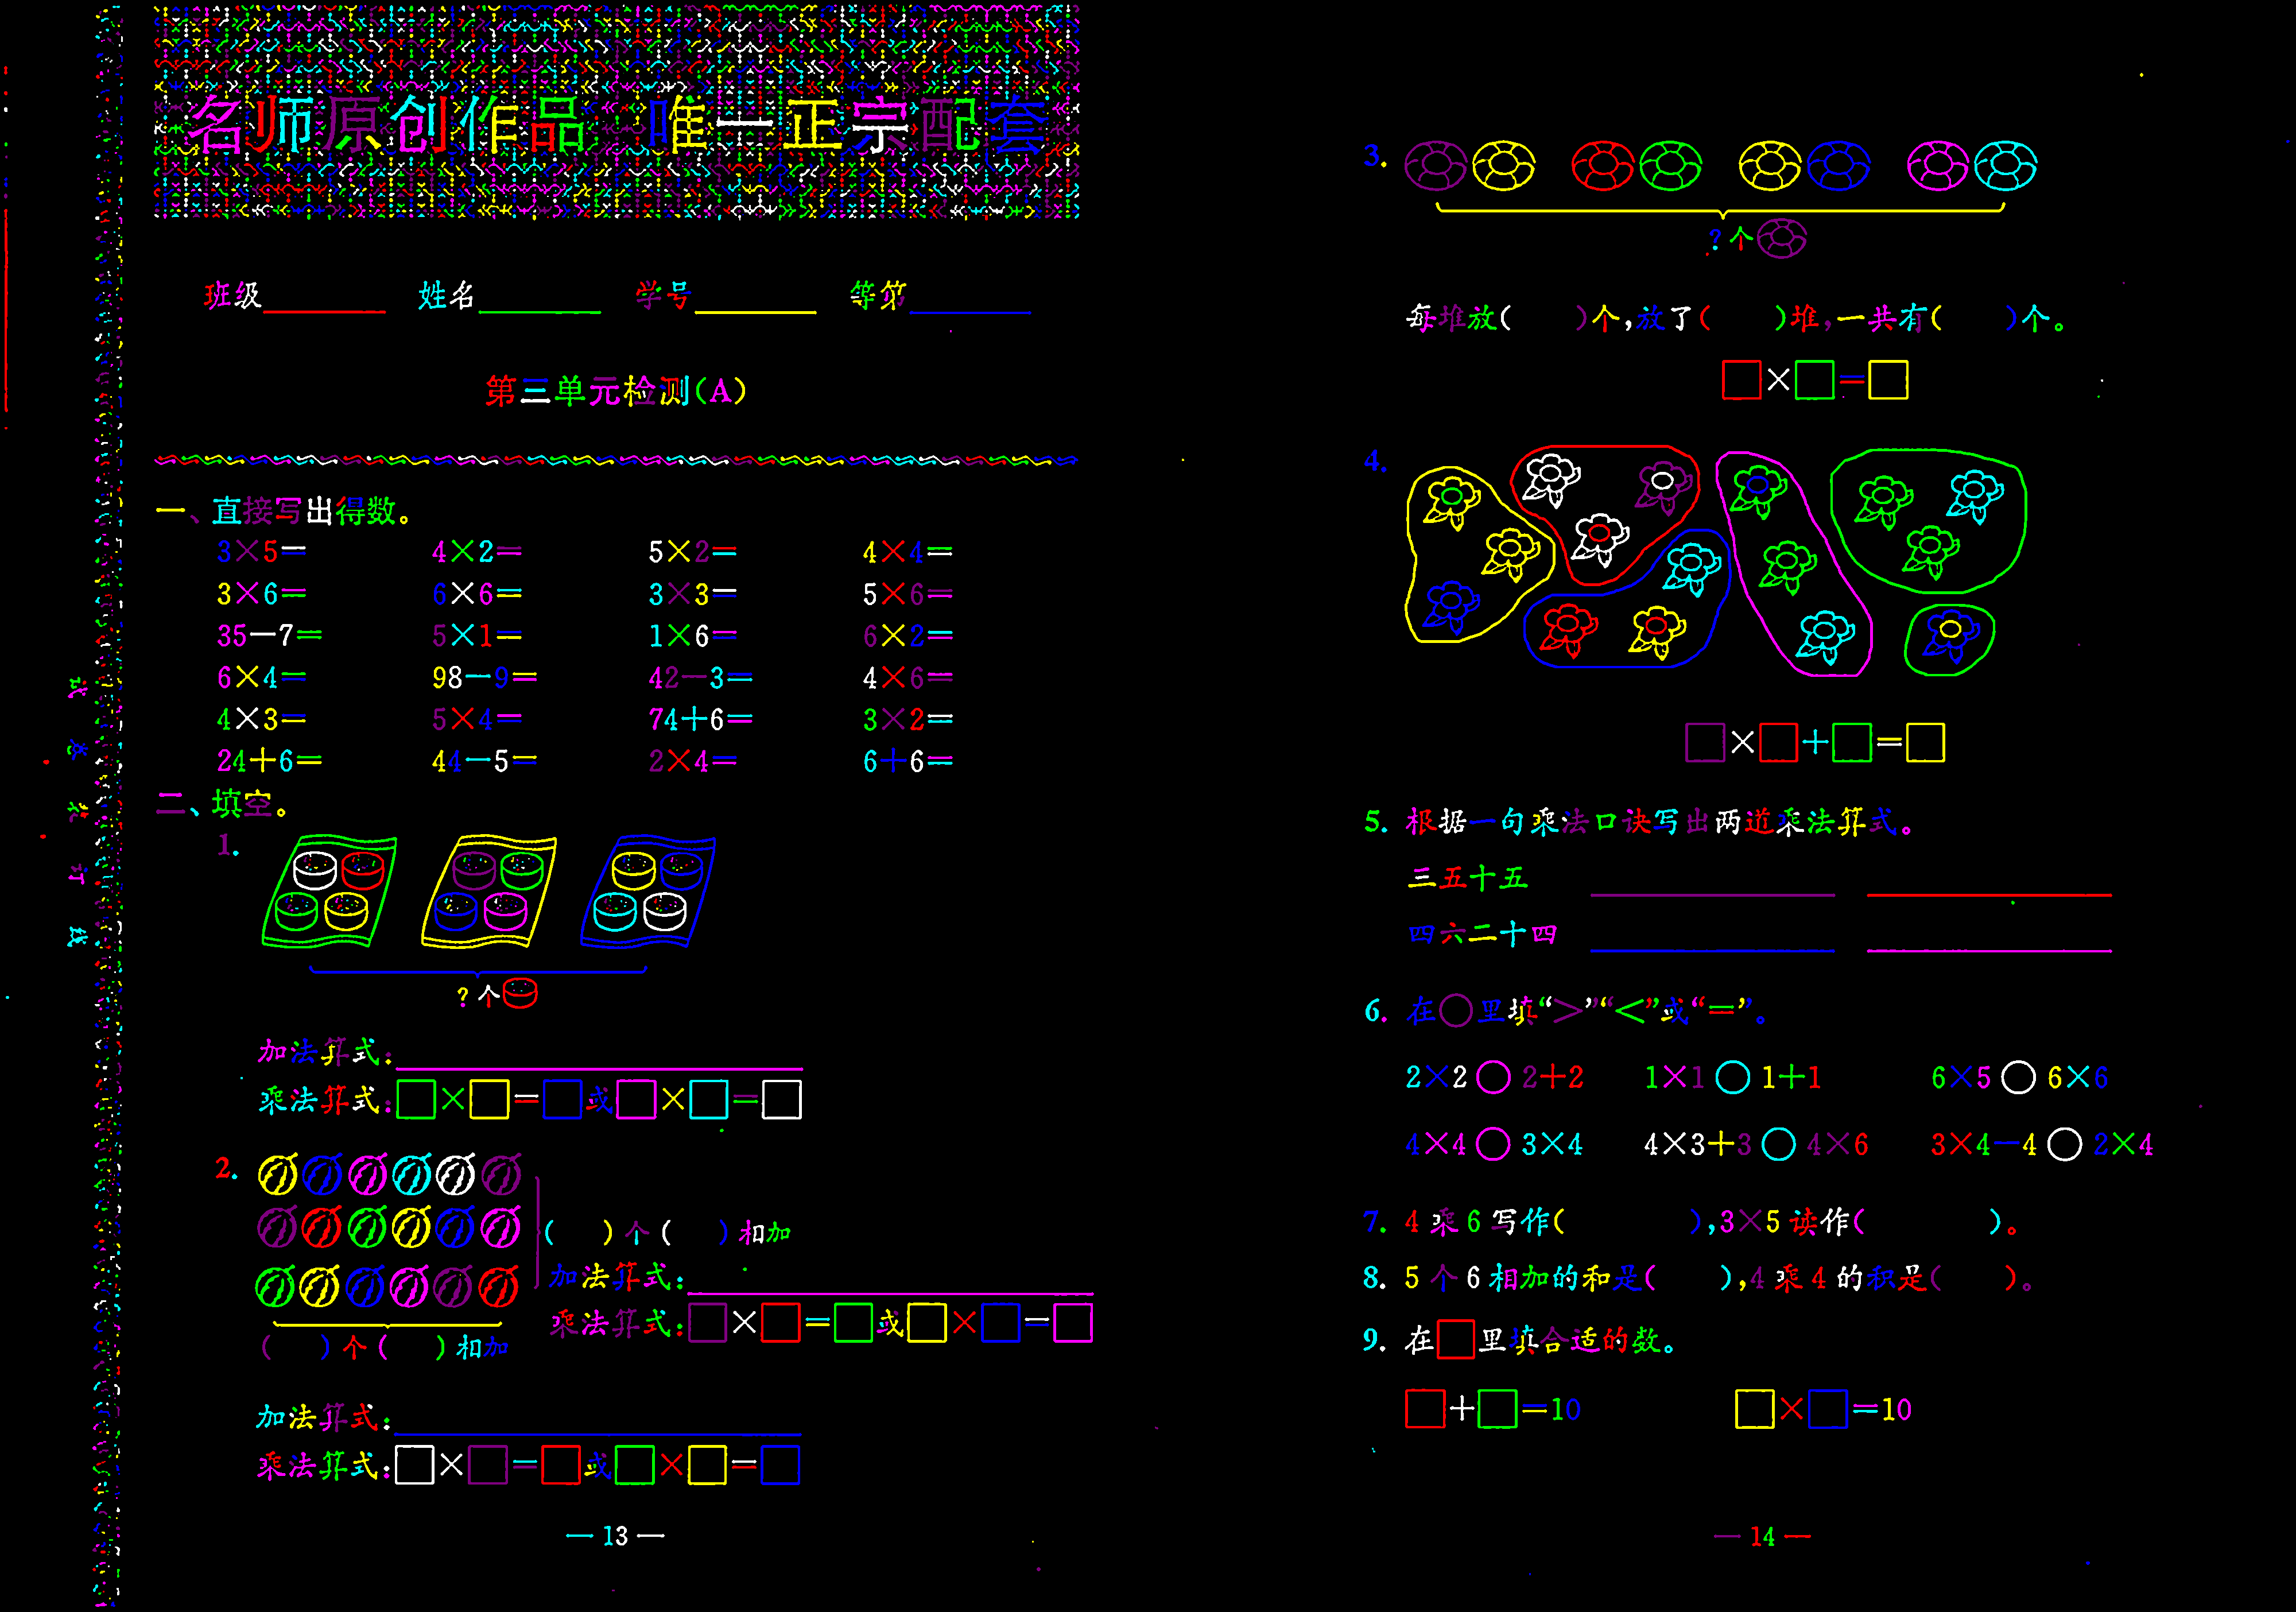 名师原创作品 唯一正宗配套
班级 姓名 学号 等第
第三单元检测(A)
一、直接写出得数。
3×5= 4×2= 5×2= 4×4=
3×6= 6×6= 3×3= 5×6=
35-7= 5×1= 1×6= 6×2=
6×4= 98-9= 42-3= 4×6=
4×3= 5×4= 74+6= 3×2=
24+6= 44-5= 2×4= 6+6=
二、填空。
1.
?个
加法算式:
乘法算式:□×□=□或□×□=□
2.
( )个( )相加
加法算式:
乘法算式:□×□=□或□×□=□
( )个( )相加
加法算式:
乘法算式:□×□=□或□×□=□
— 13 —
3.
?个
每堆放( )个,放了( )堆,一共有( )个。
□×□=□
4.
□×□+□=□
5. 根据一句乘法口诀写出两道乘法算式。
三五十五
四六二十四
6. 在○里填“>”“<”或“=”。
2×2○2+2 1×1○1+1 6×5○6×6
4×4○3×4 4×3+3○4×6 3×4-4○2×4
7. 4乘6写作( ),3×5读作( )。
8. 5个6相加的和是( ),4乘4的积是( )。
9. 在□里填合适的数。
□+□=10 □×□=10
— 14 —
装订线